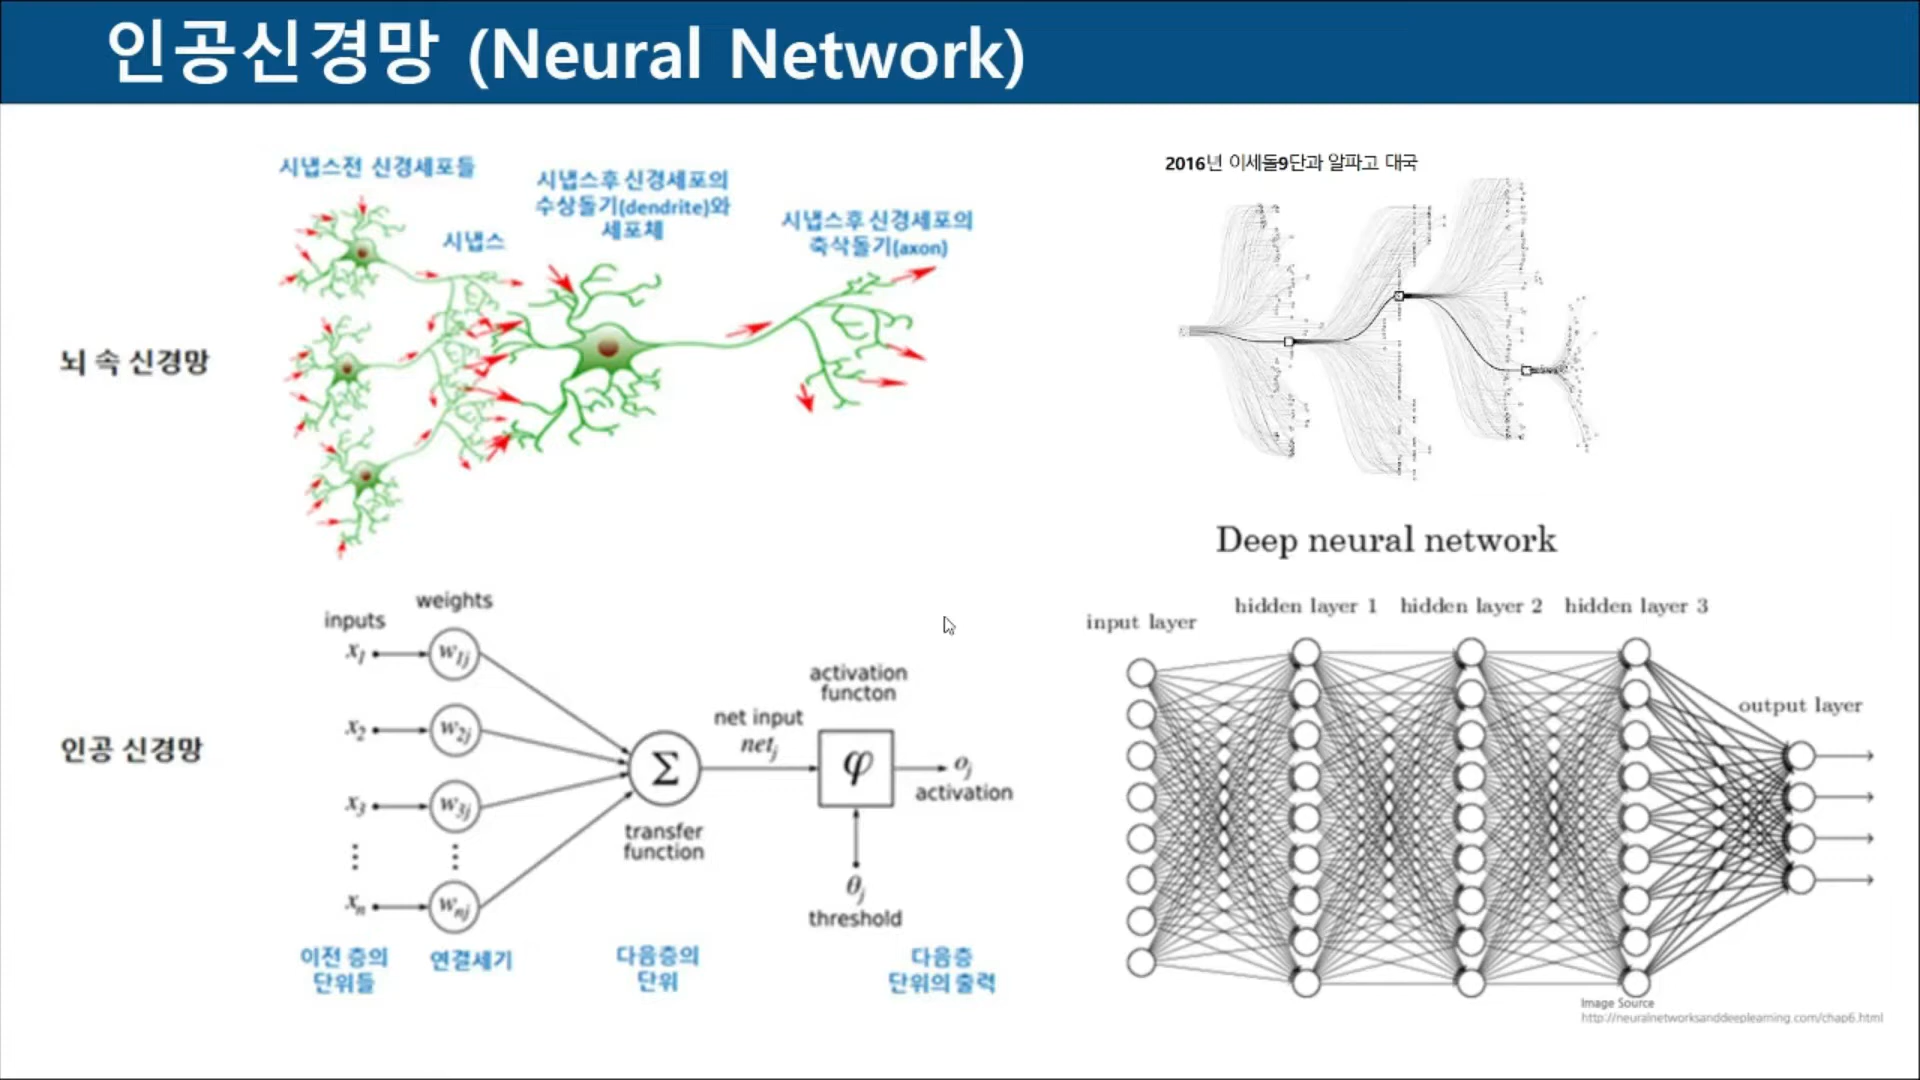 인공신경망 (Neural Network)
시냅스전 신경세포들
시냅스
시냅스후 신경세포의
수상돌기(dendrite)와
세포체
시냅스후 신경세포의
축삭돌기(axon)
뇌 속 신경망
2016년 이세돌9단과 알파고 대국
인공 신경망
inputs
weights
x1
w1j
x2
w2j
x3
w3j
xn
wnj
Σ
transfer
function
net input
netj
activation
functon
φ
oj
activation
θj
threshold
이전 층의
단위들
연결세기
다음층의
단위
다음층
단위의 출력
Deep neural network
input layer
hidden layer 1
hidden layer 2
hidden layer 3
output layer
Image Source
http://neuralnetworksanddeeplearning.com/chap6.html